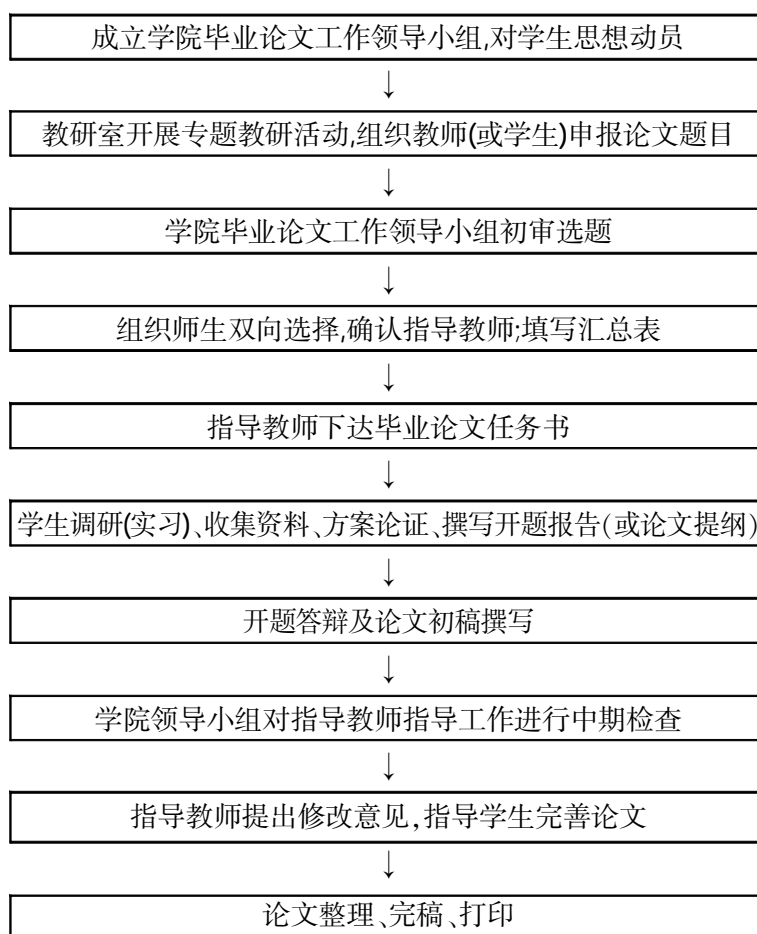 成立学院毕业论文工作领导小组,对学生思想动员
↓
教研室开展专题教研活动,组织教师(或学生)申报论文题目
↓
学院毕业论文工作领导小组初审选题
↓
组织师生双向选择,确认指导教师;填写汇总表
↓
指导教师下达毕业论文任务书
↓
学生调研(实习)、收集资料、方案论证、撰写开题报告(或论文提纲)
↓
开题答辩及论文初稿撰写
↓
学院领导小组对指导教师指导工作进行中期检查
↓
指导教师提出修改意见,指导学生完善论文
↓
论文整理、完稿、打印